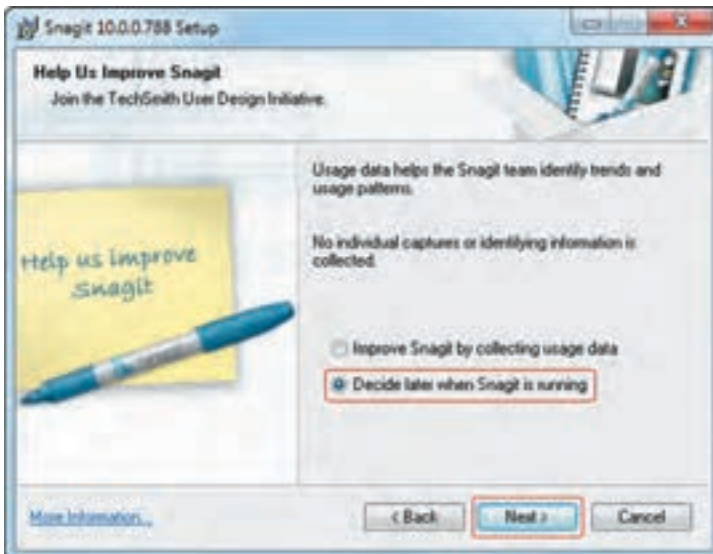 Snagit 10.0.0.788 Setup
Help Us Improve Snagit
Join the TechSmith User Design Initiative.
Help us improve
Snagit
Usage data helps the Snagit team identify trends and
usage patterns.
No individual captures or identifying information is
collected.
Improve Snagit by collecting usage data
Decide later when Snagit is running
More Information...
< Back
Next >
Cancel